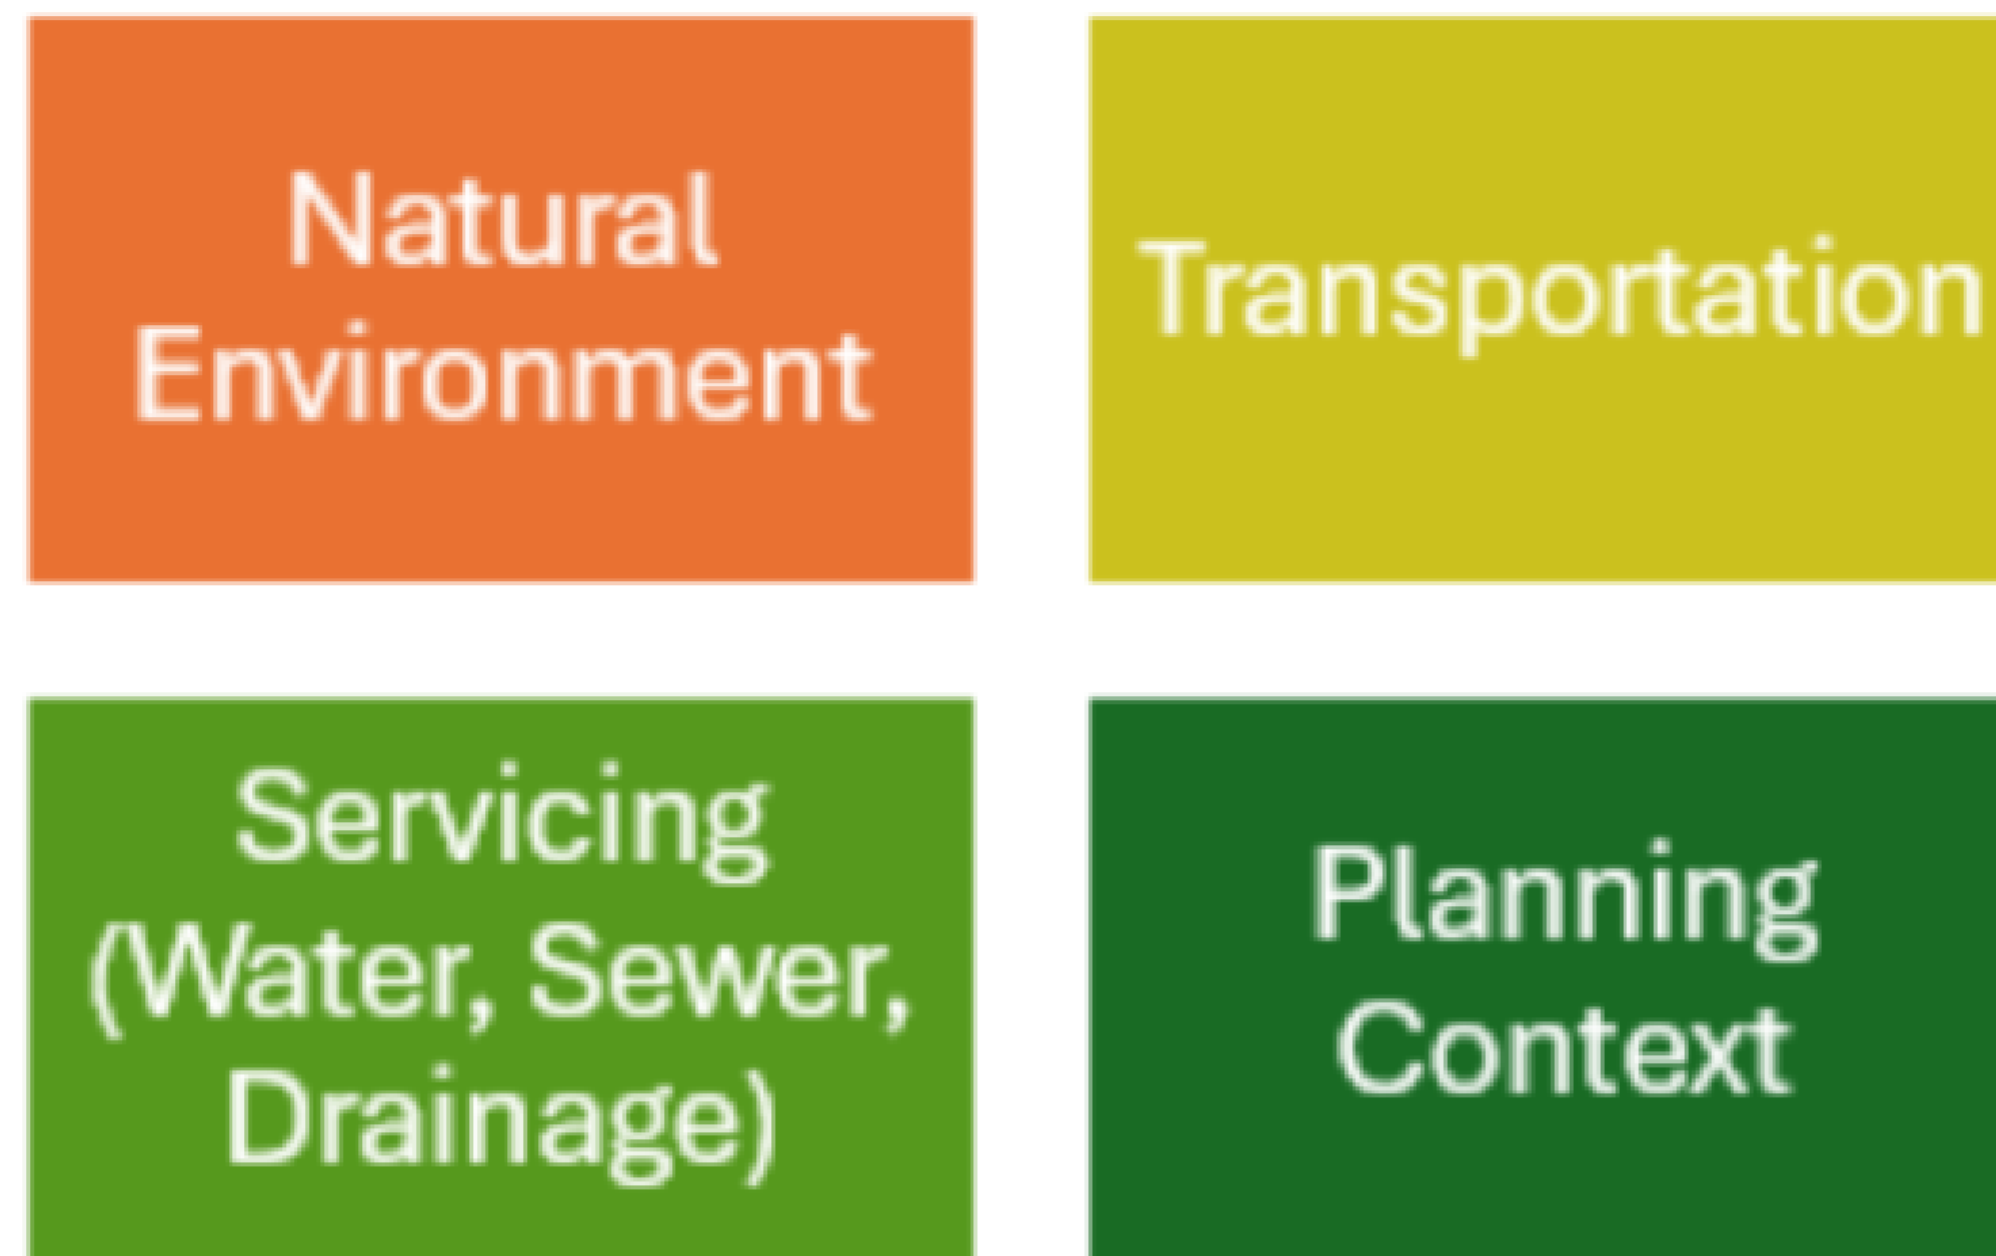 Natural
Environment
Transportation
Servicing
(Water, Sewer,
Drainage)
Planning
Context